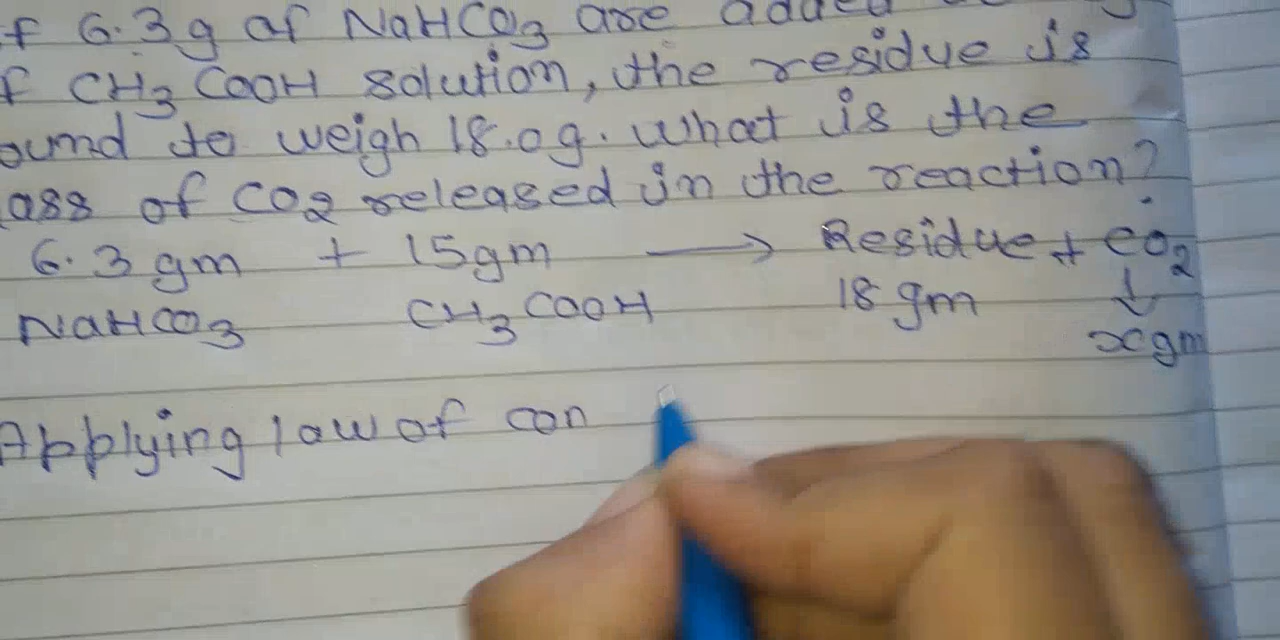 f 6.3g of NaHCO3 are added
f CH3COOH solution, the residue is
ound to weigh 18.0g. What is the
ass of CO2 released in the reaction?
6.3 gm + 15gm → Residue + CO2
NaHCO3 CH3COOH 18 gm ↓
x gm
Applying law of con